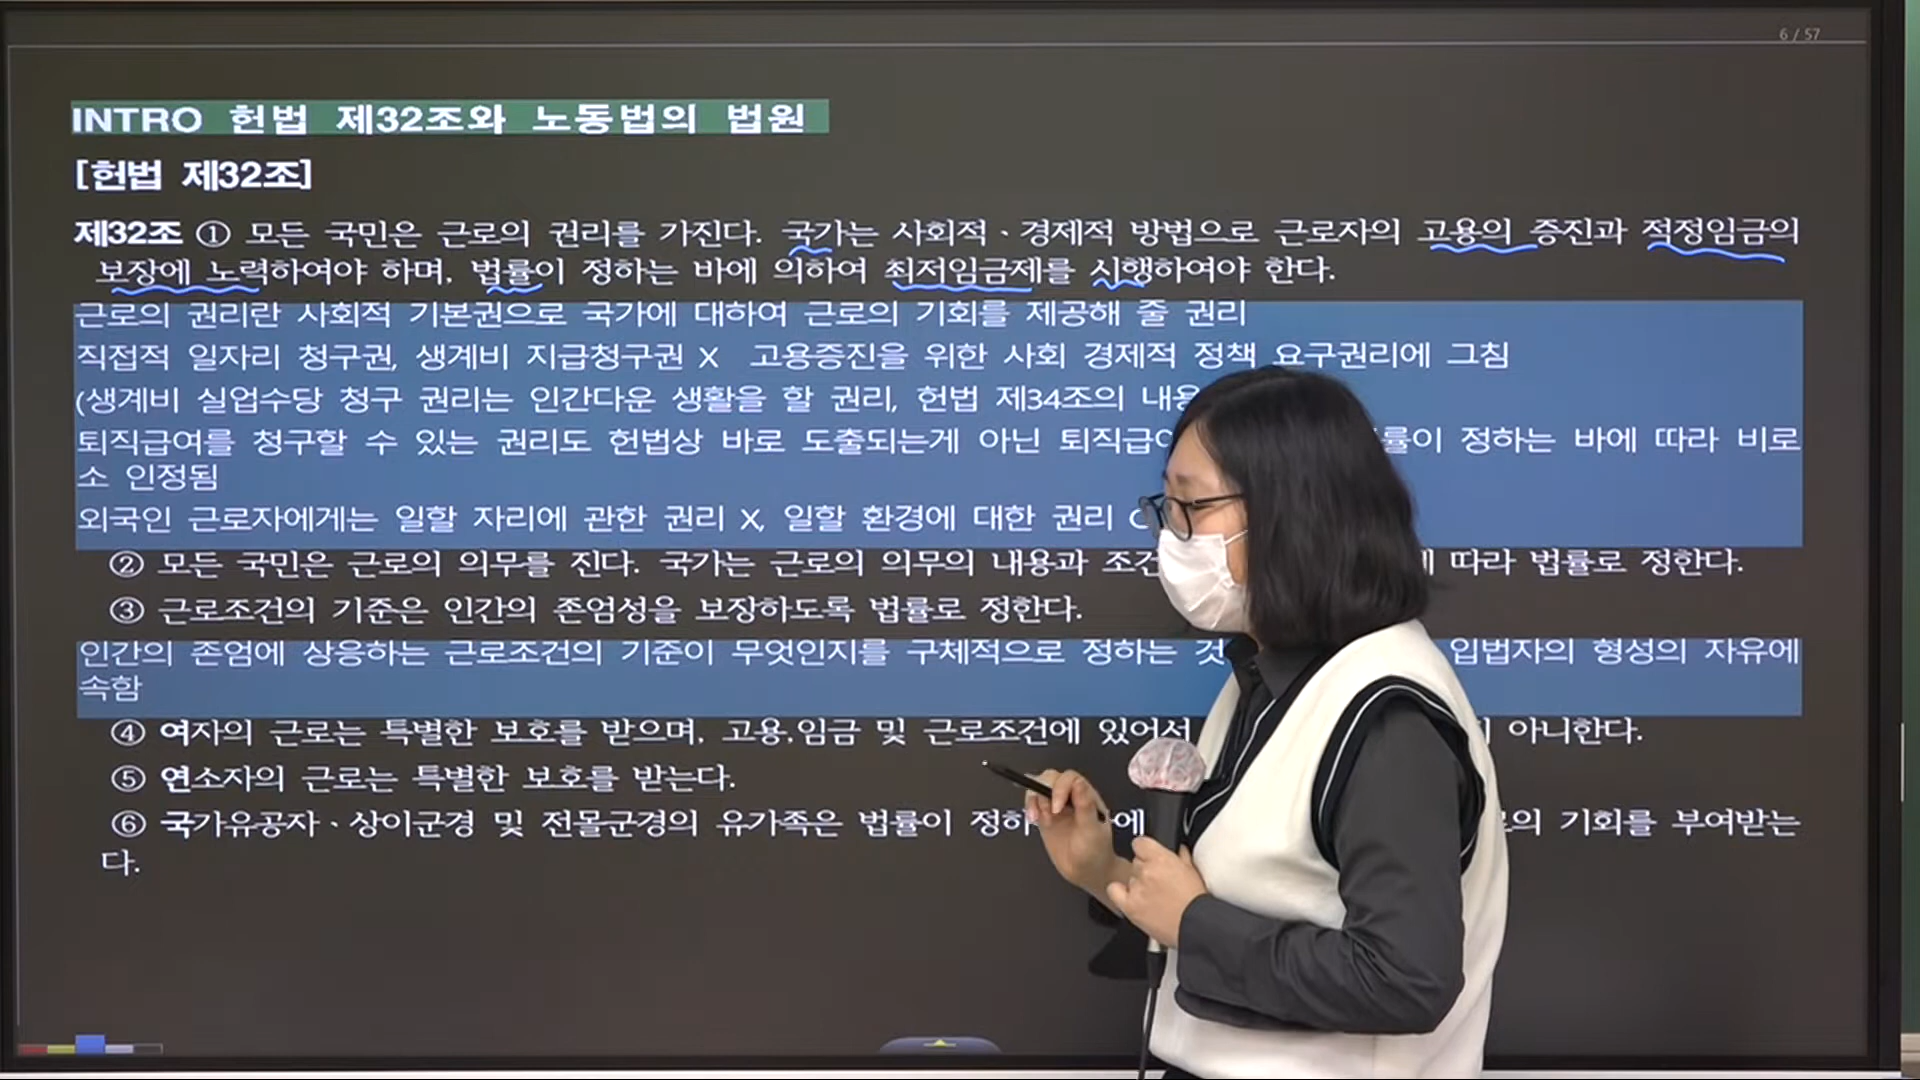 6 / 57
INTRO 헌법 제32조와 노동법의 법원
[헌법 제32조]
제32조 ① 모든 국민은 근로의 권리를 가진다. 국가는 사회적ㆍ경제적 방법으로 근로자의 고용의 증진과 적정임금의
보장에 노력하여야 하며, 법률이 정하는 바에 의하여 최저임금제를 시행하여야 한다.
근로의 권리란 사회적 기본권으로 국가에 대하여 근로의 기회를 제공해 줄 권리
직접적 일자리 청구권, 생계비 지급청구권 X 고용증진을 위한 사회 경제적 정책 요구권리에 그침
(생계비 실업수당 청구 권리는 인간다운 생활을 할 권리, 헌법 제34조의 내용
퇴직급여를 청구할 수 있는 권리도 헌법상 바로 도출되는게 아닌 정하는 바에 따라 비로
소 인정됨
외국인 근로자에게는 일할 자리에 관한 권리 X, 일할 환경에 대한 권리
② 모든 국민은 근로의 의무를 진다. 국가는 근로의 의무의 내용과 따라 법률로 정한다.
③ 근로조건의 기준은 인간의 존엄성을 보장하도록 법률로 정한다.
인간의 존엄에 상응하는 근로조건의 기준이 무엇인지를 구체적으로 정하는 것 입법자의 형성의 자유에
속함
④ 여자의 근로는 특별한 보호를 받으며, 고용,임금 및 근로조건에 있어서 아니한다.
⑤ 연소자의 근로는 특별한 보호를 받는다.
⑥ 국가유공자ㆍ상이군경 및 전몰군경의 유가족은 법률이 기회를 부여받는
다.